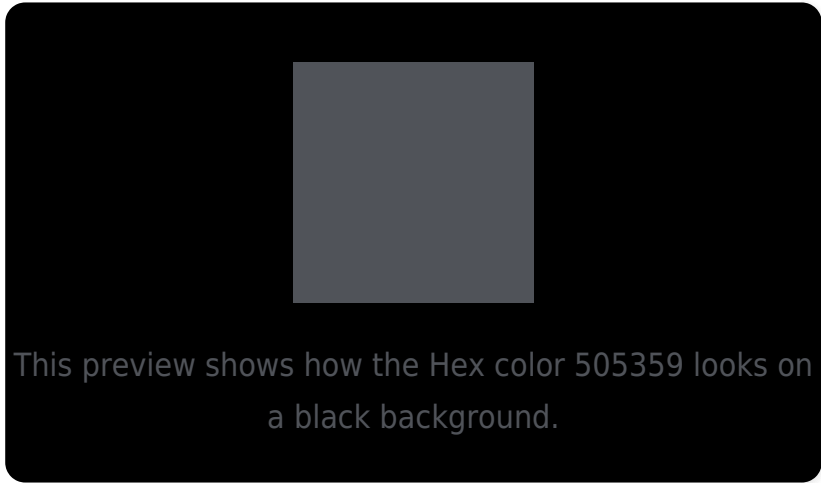 This preview shows how the Hex color 505359 looks on
a black background.